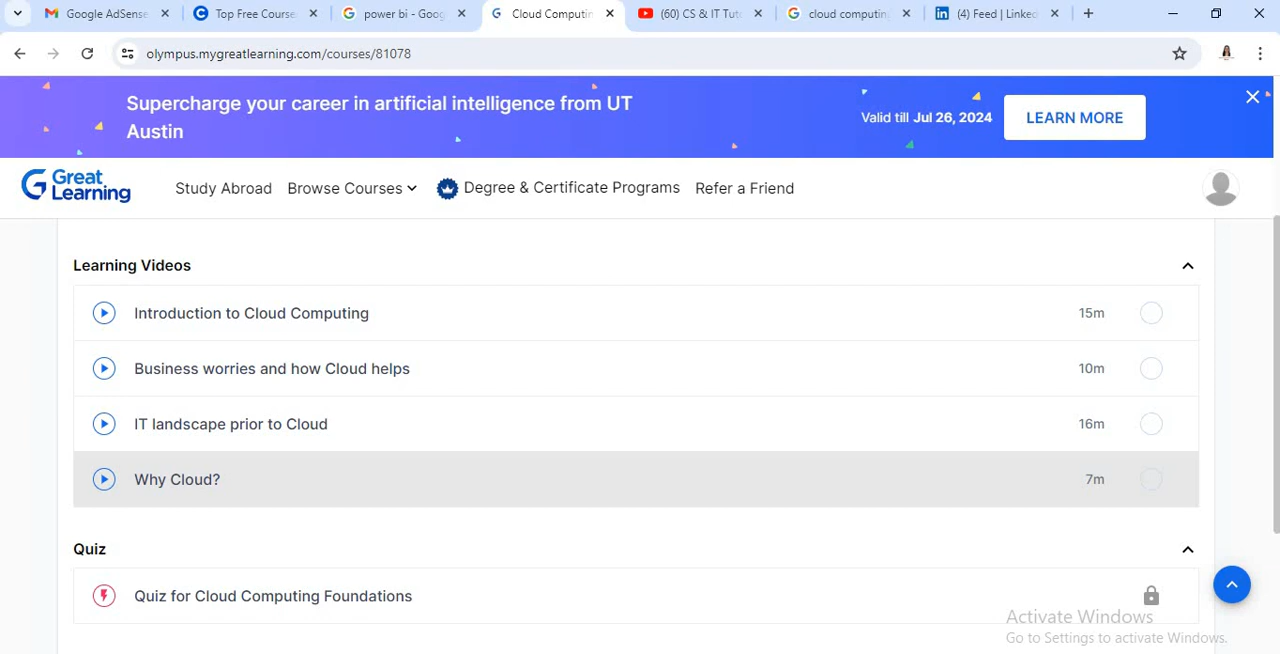 Google AdSense
Top Free Course
power bi - Goog
Cloud Computin
(60) CS & IT Tut
cloud computing
(4) Feed | Linke
olympus.mygreatlearning.com/courses/81078
Supercharge your career in artificial intelligence from UT
Austin
Valid till Jul 26, 2024
LEARN MORE
Great
Learning
Study Abroad
Browse Courses
Degree & Certificate Programs
Refer a Friend
Learning Videos
Introduction to Cloud Computing
15m
Business worries and how Cloud helps
10m
IT landscape prior to Cloud
16m
Why Cloud?
7m
Quiz
Quiz for Cloud Computing Foundations
Activate Windows
Go to Settings to activate Windows.